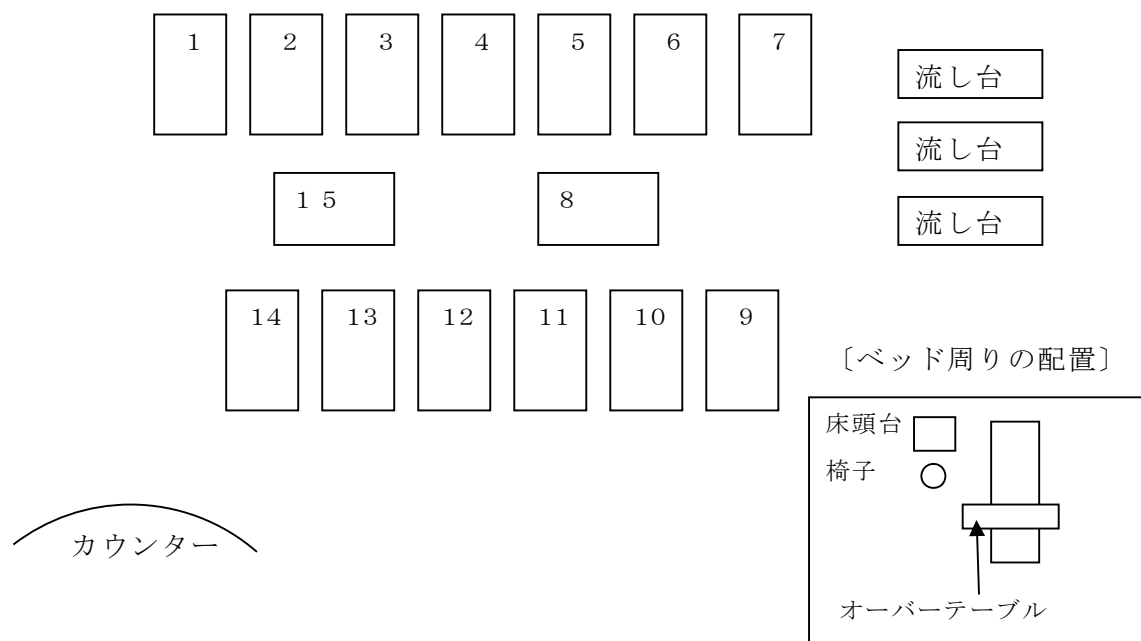 1 2 3 4 5 6 7
流し台
流し台
15 8
流し台
14 13 12 11 10 9
〔ベッド周りの配置〕
床頭台
椅子
カウンター
オーバーテーブル